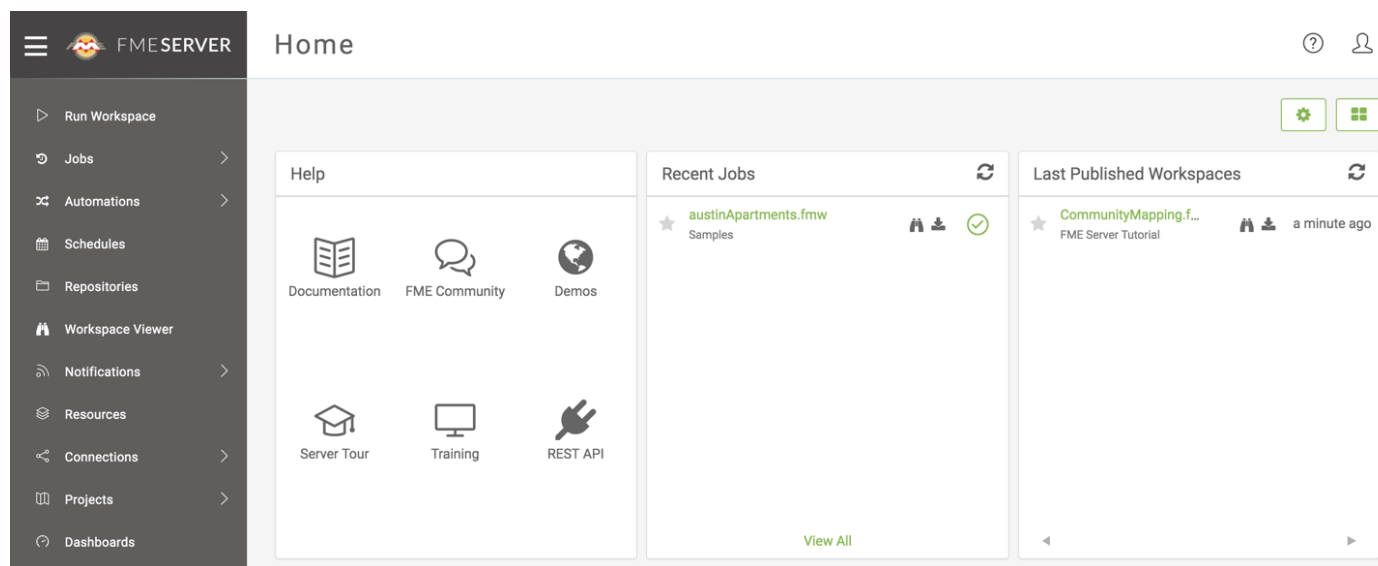 FMESERVER
Home
Run Workspace
Jobs
Automations
Schedules
Repositories
Workspace Viewer
Notifications
Resources
Connections
Projects
Dashboards
Help
Documentation
FME Community
Demos
Server Tour
Training
REST API
Recent Jobs
austinApartments.fmw
Samples
View All
Last Published Workspaces
CommunityMapping.f...
FME Server Tutorial
a minute ago